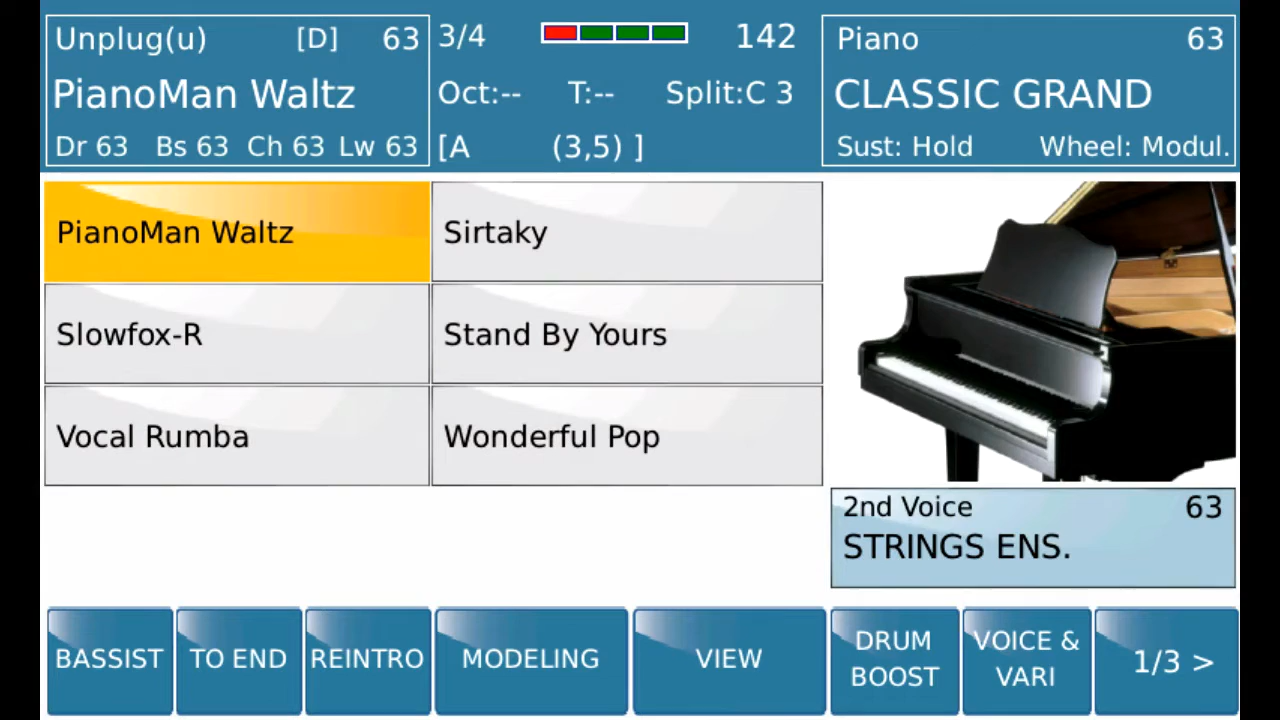 Unplug(u) [D] 63
PianoMan Waltz
Dr 63 Bs 63 Ch 63 Lw 63
3/4 142
Oct:-- T:-- Split:C 3
[A (3,5) ]
Piano 63
CLASSIC GRAND
Sust: Hold Wheel: Modul.
PianoMan Waltz
Sirtaky
Slowfox-R
Stand By Yours
Vocal Rumba
Wonderful Pop
2nd Voice 63
STRINGS ENS.
BASSIST
TO END
REINTRO
MODELING
VIEW
DRUM
BOOST
VOICE &
VARI
1/3 >